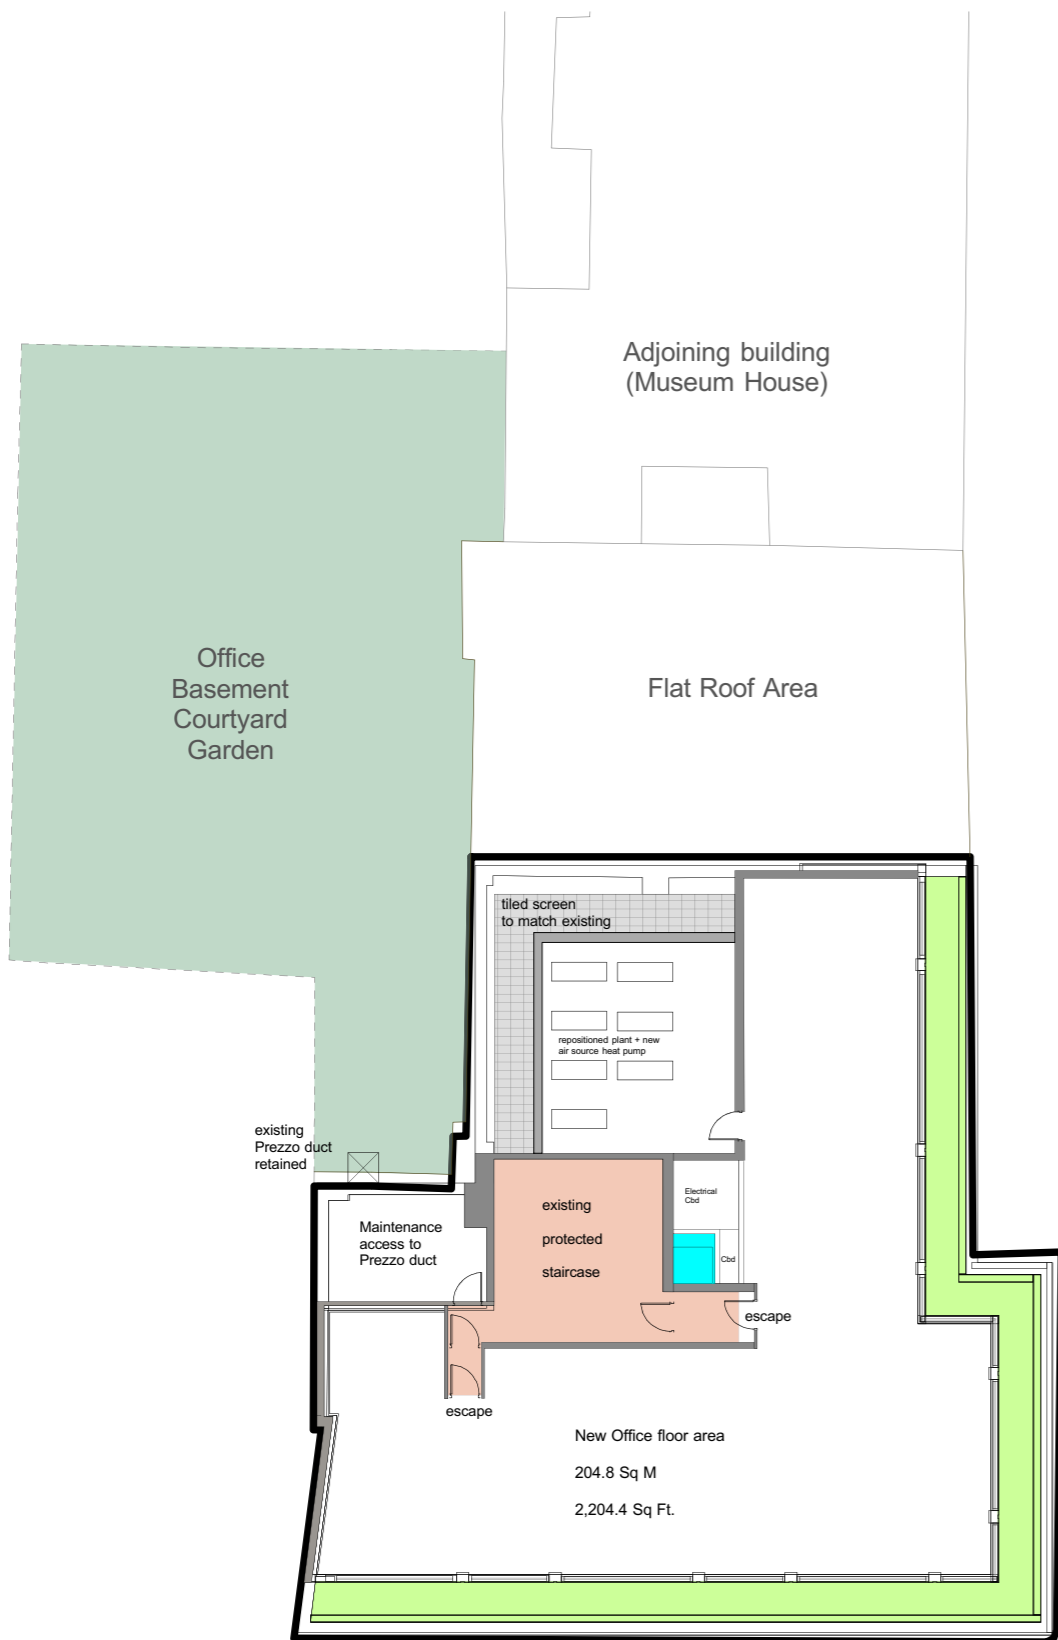 Adjoining building
(Museum House)
Office
Basement
Courtyard
Garden
Flat Roof Area
tiled screen
to match existing
repositioned plant + new
air source heat pump
existing
Prezzo duct
retained
Maintenance
access to
Prezzo duct
existing
protected
staircase
Electrical
Cbd
Cbd
escape
escape
New Office floor area
204.8 Sq M
2,204.4 Sq Ft.